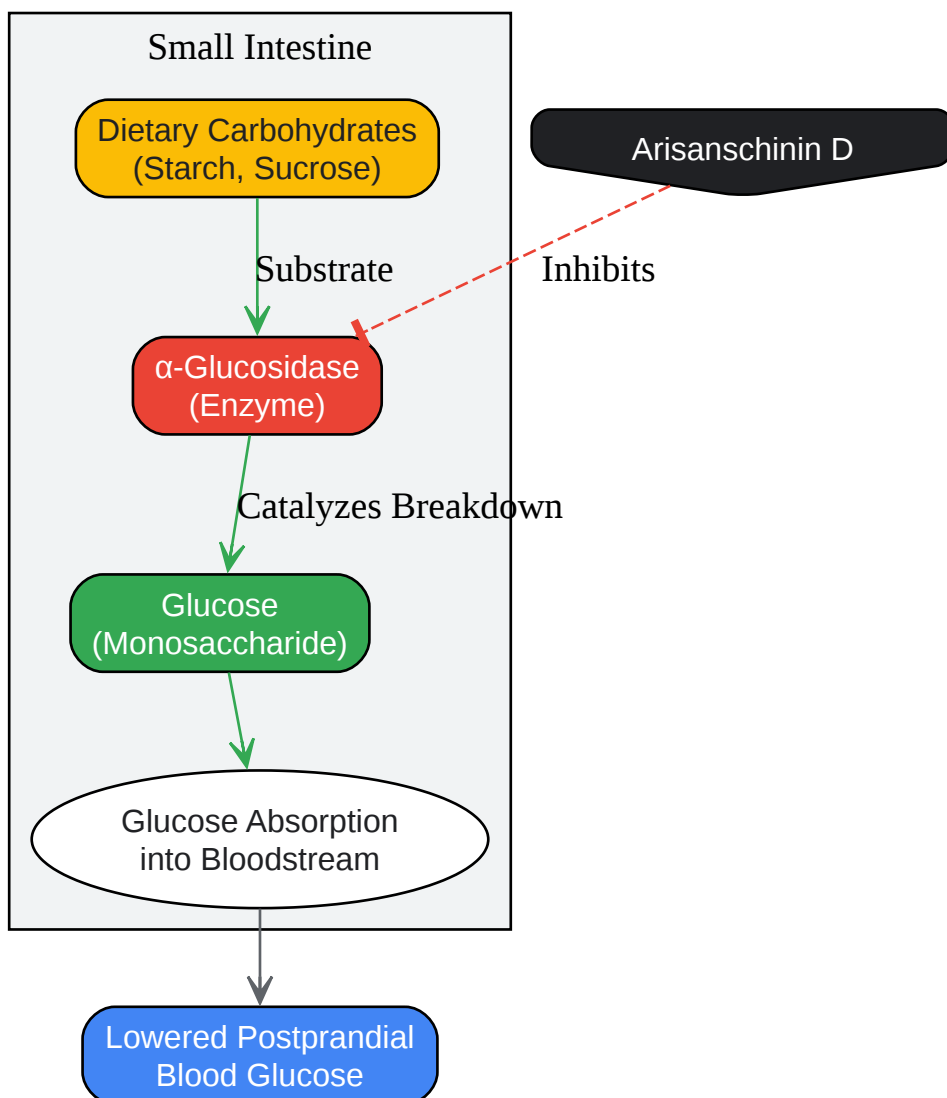 Small Intestine
Dietary Carbohydrates
(Starch, Sucrose)
Arisanschinin D
Substrate
Inhibits
α-Glucosidase
(Enzyme)
Catalyzes Breakdown
Glucose
(Monosaccharide)
Glucose Absorption
into Bloodstream
Lowered Postprandial
Blood Glucose